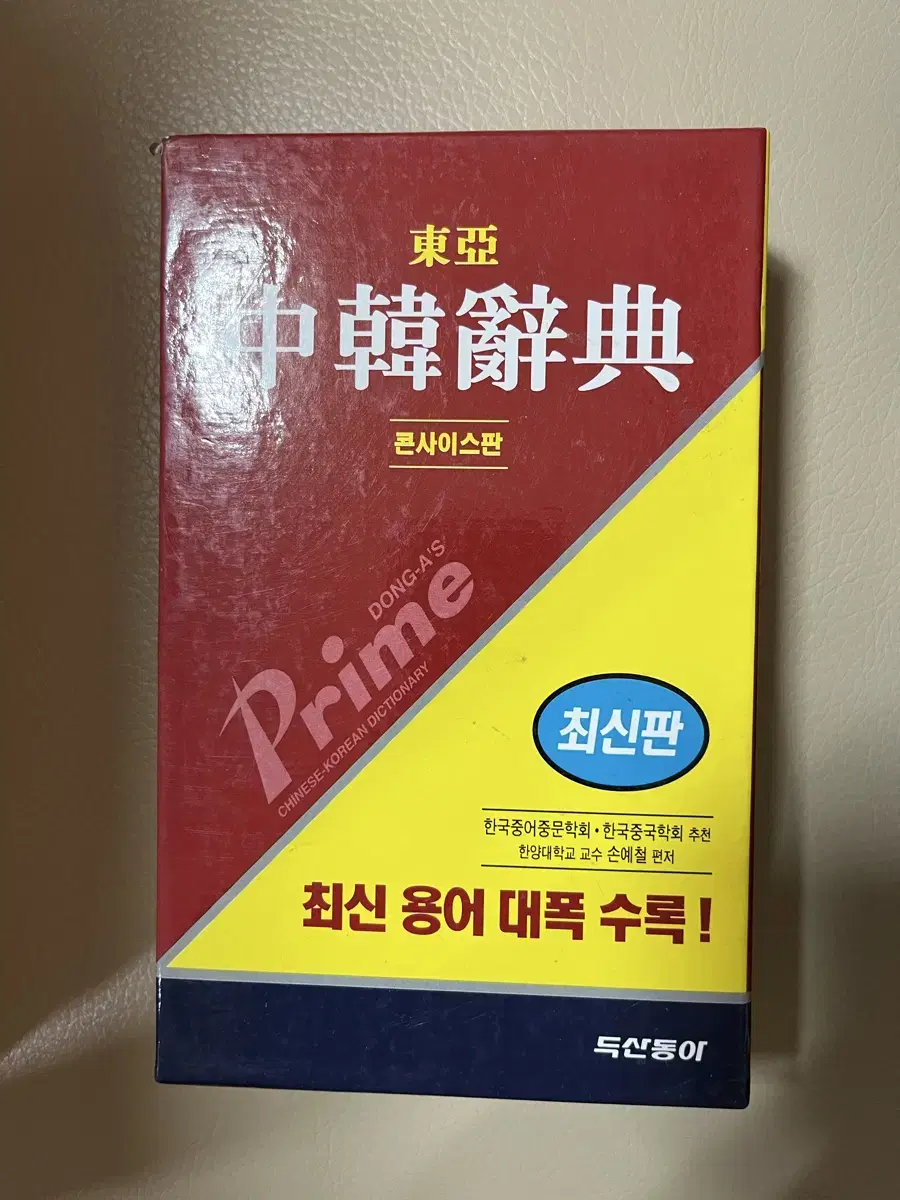 東亞
中韓辭典
콘사이스판
DONG-A'S
Prime
CHINESE-KOREAN DICTIONARY
최신판
한국중어중문학회·한국중국학회 추천
한양대학교 교수 손예철 편저
최신 용어 대폭 수록!
두산동아